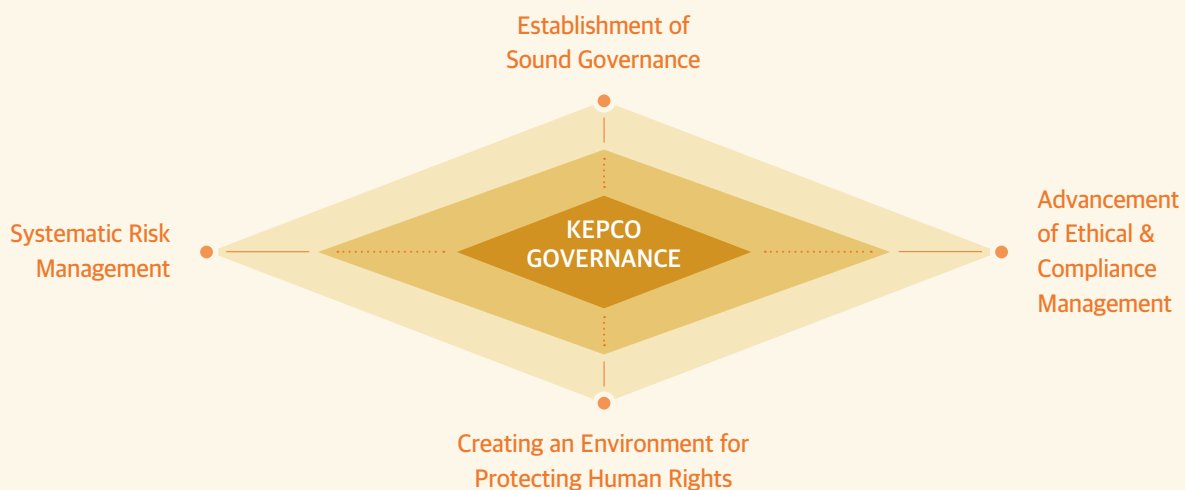 Establishment of
Sound Governance
Systematic Risk
Management
KEPCO
GOVERNANCE
Advancement
of Ethical &
Compliance
Management
Creating an Environment for
Protecting Human Rights